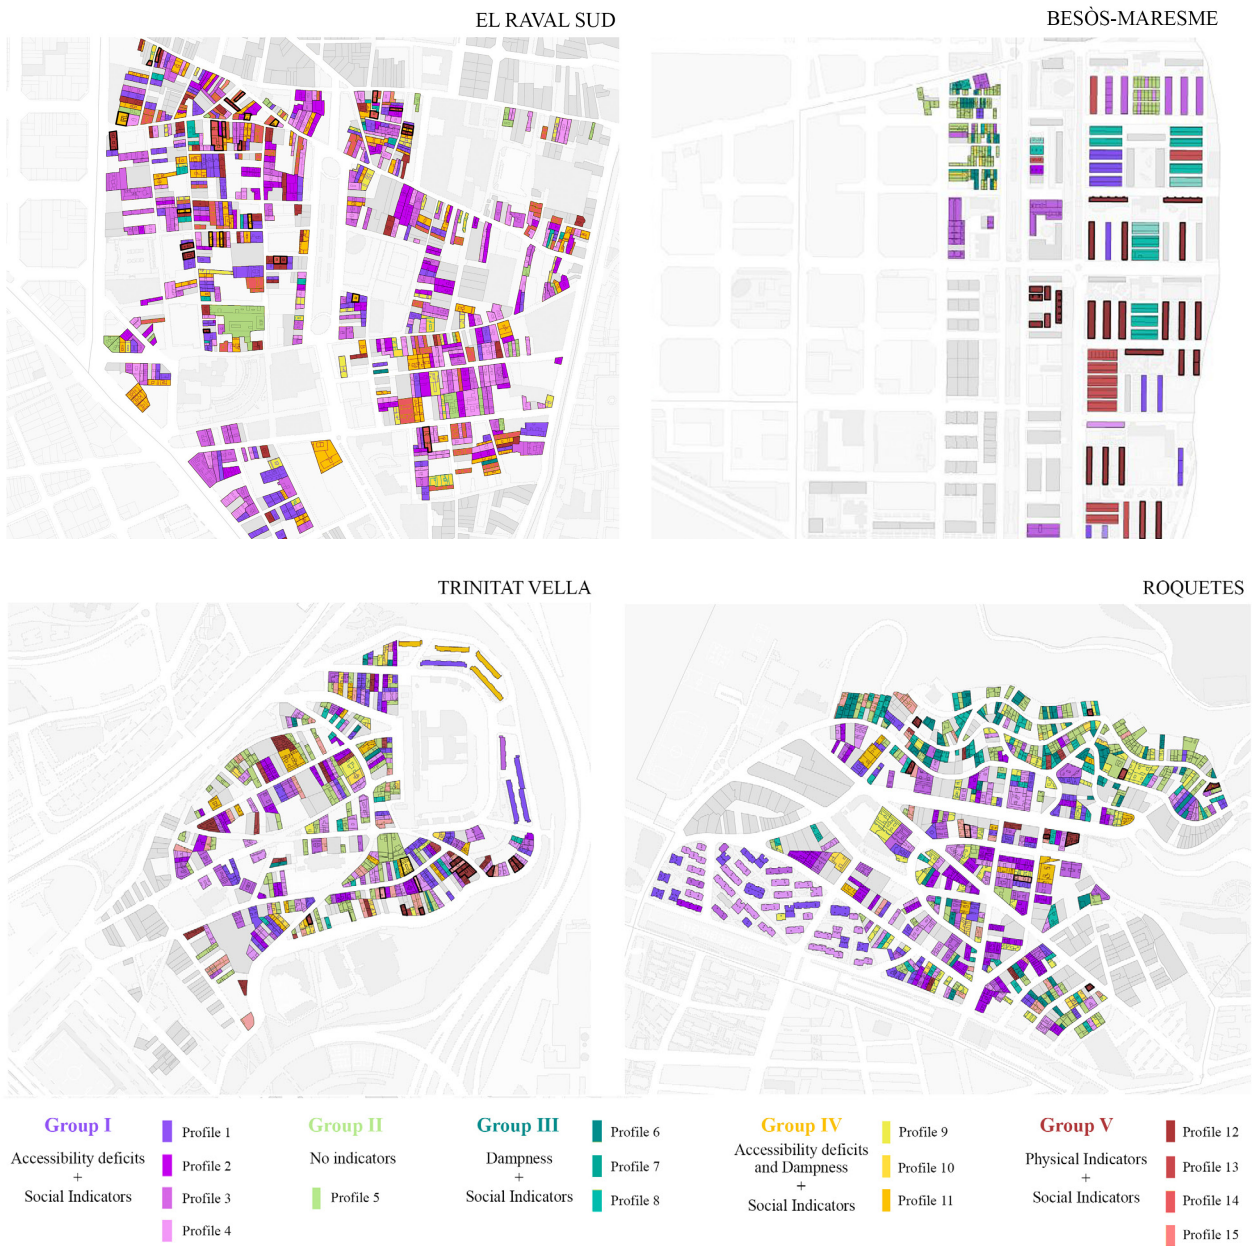 EL RAVAL SUD
BESÒS-MARESME
TRINITAT VELLA
ROQUETES
Group I
Accessibility deficits
+
Social Indicators
Profile 1
Profile 2
Profile 3
Profile 4
Group II
No indicators
Profile 5
Group III
Dampness
+
Social Indicators
Profile 6
Profile 7
Profile 8
Group IV
Accessibility deficits
and Dampness
+
Social Indicators
Profile 9
Profile 10
Profile 11
Group V
Physical Indicators
+
Social Indicators
Profile 12
Profile 13
Profile 14
Profile 15